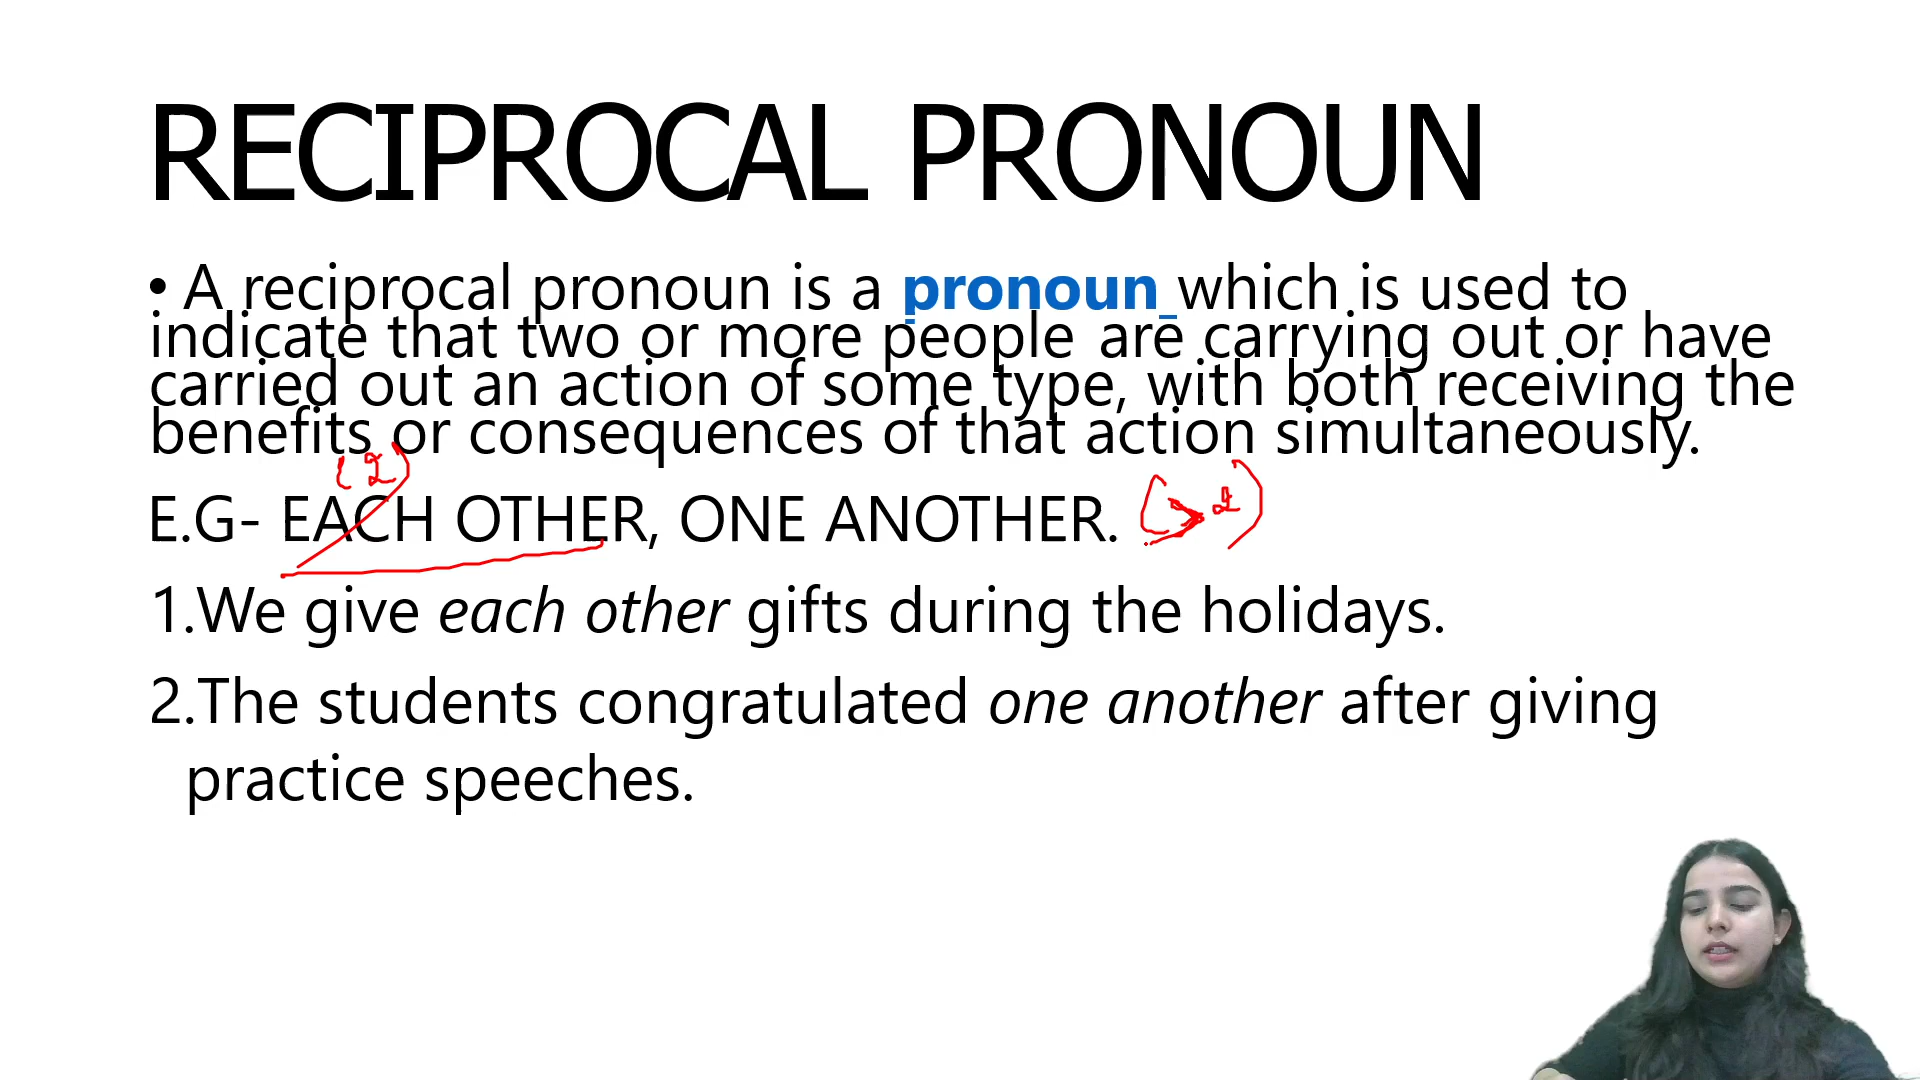 RECIPROCAL PRONOUN
• A reciprocal pronoun is a pronoun which is used to
indicate that two or more people are carrying out or have
carried out an action of some type, with both receiving the
benefits or consequences of that action simultaneously.
(2)
E.G- EACH OTHER, ONE ANOTHER. (>2)
1.We give each other gifts during the holidays.
2.The students congratulated one another after giving
practice speeches.